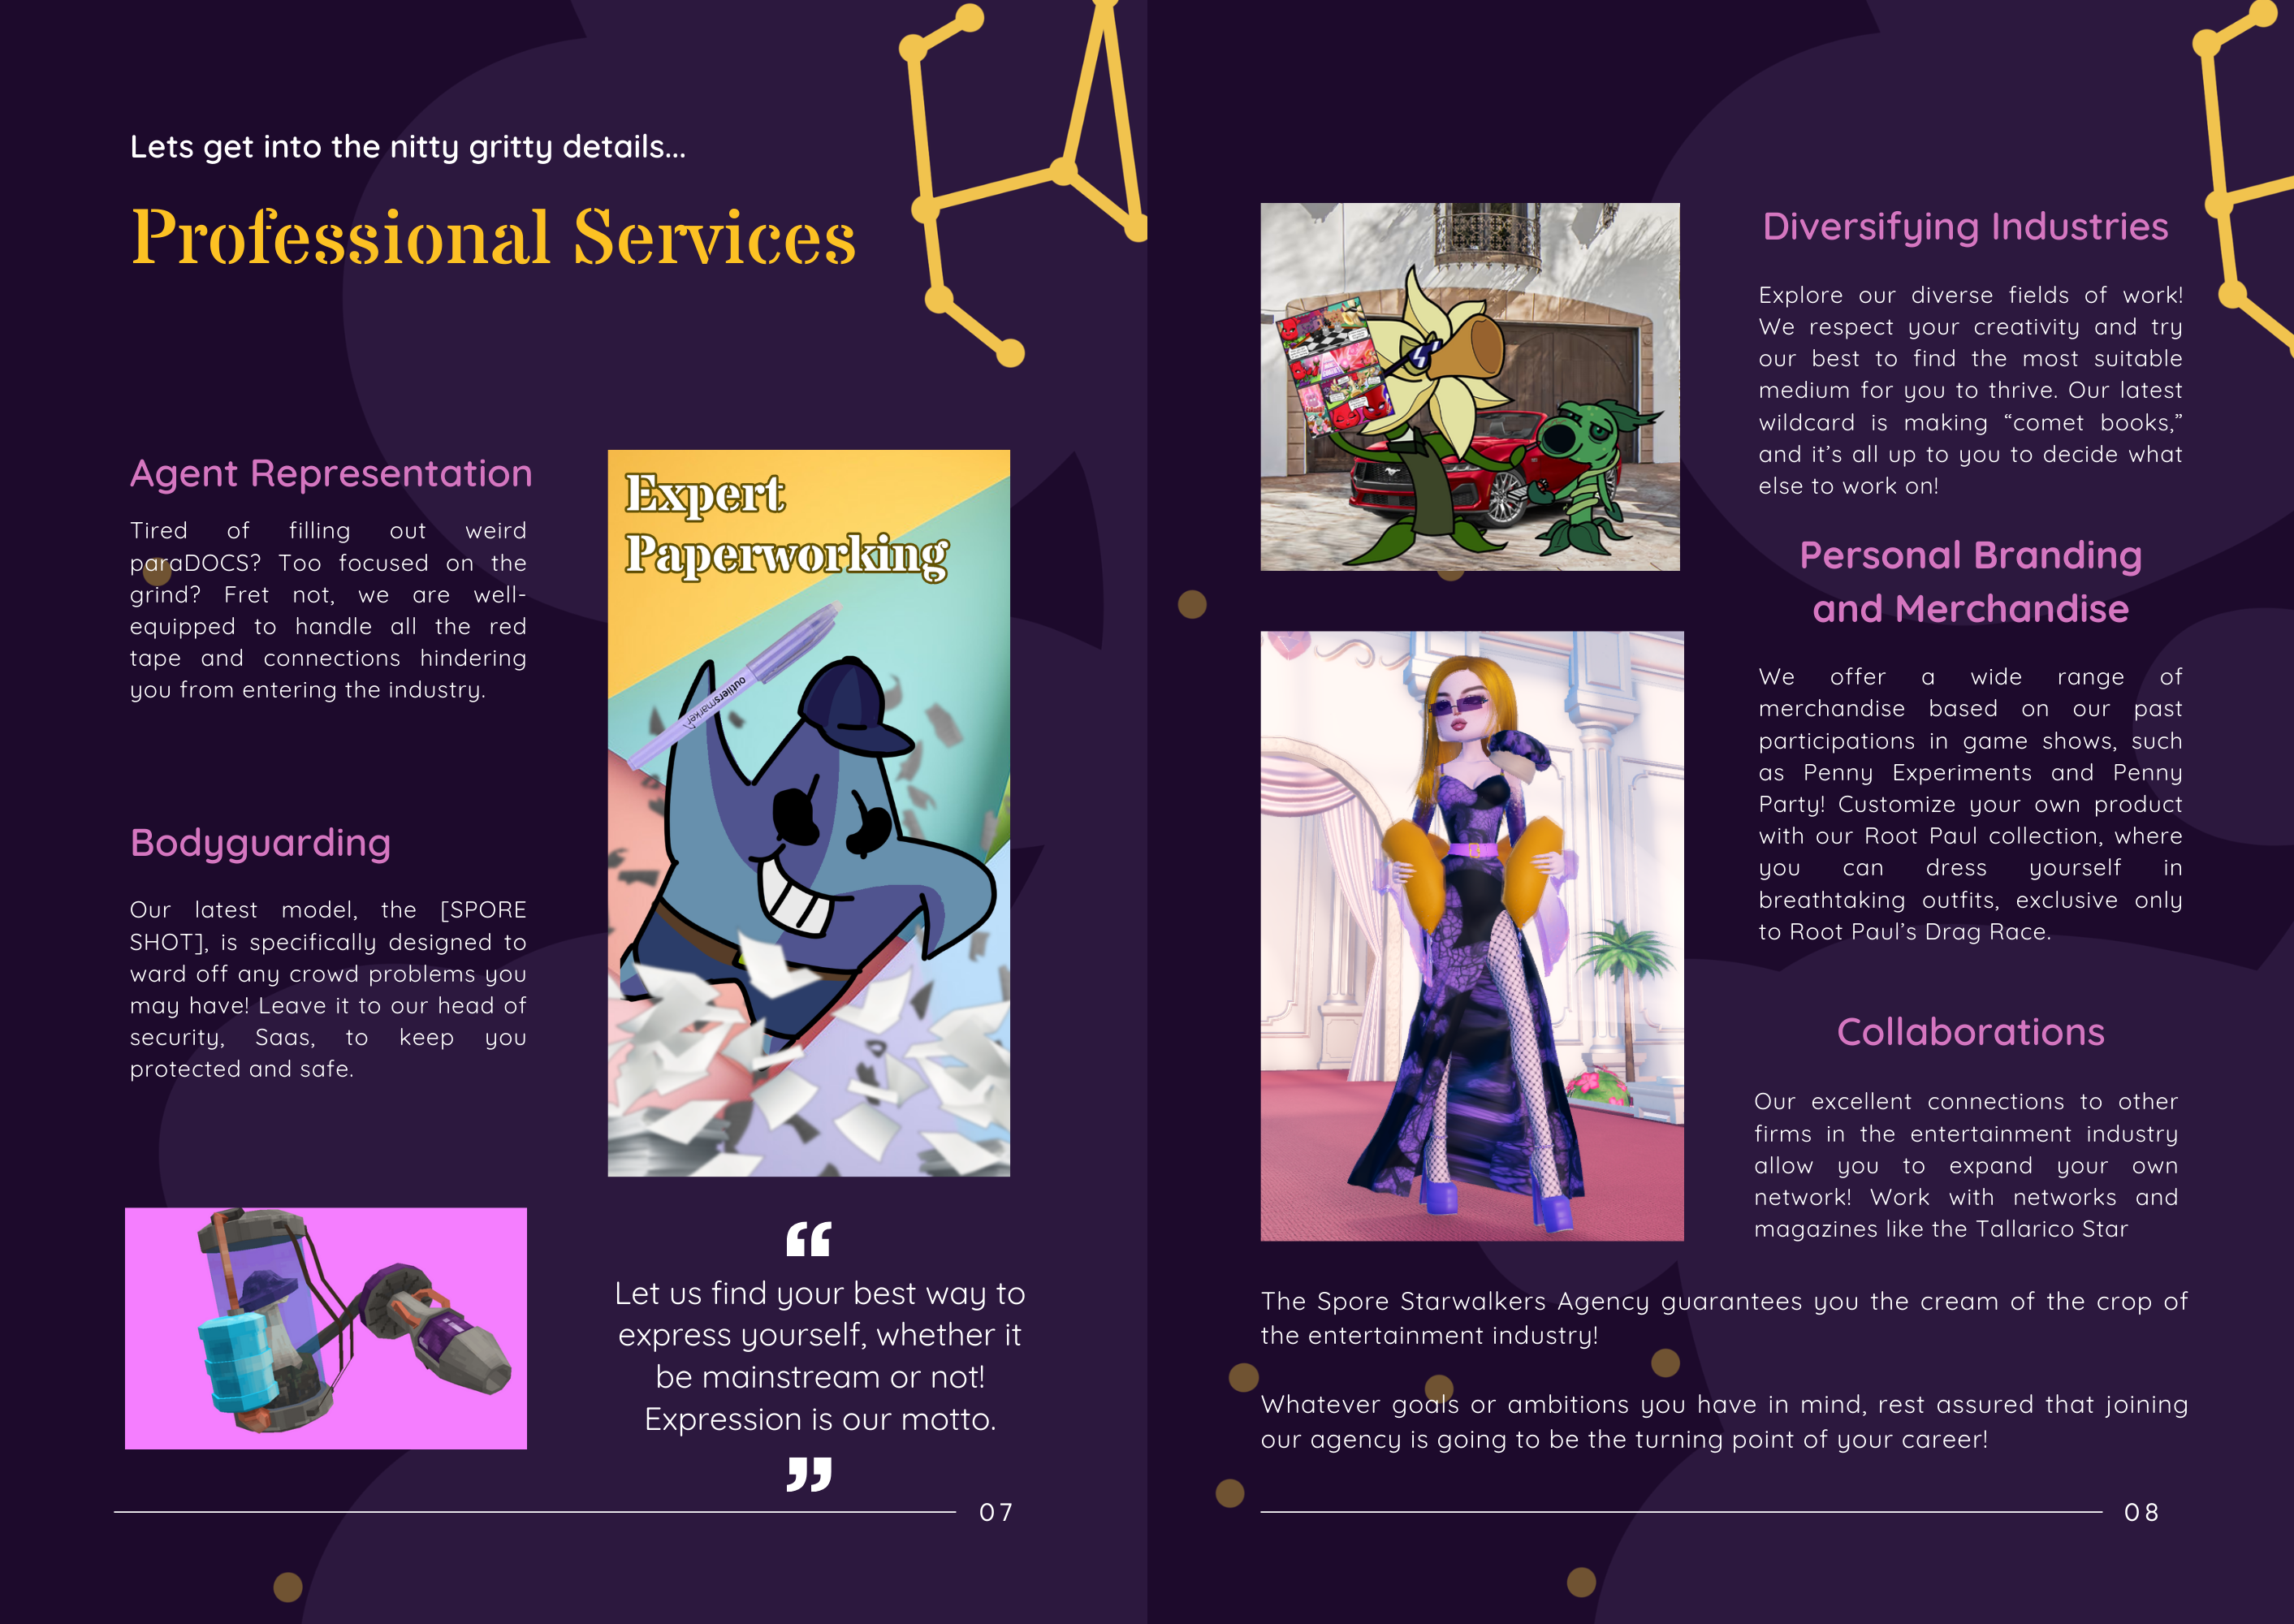 Lets get into the nitty gritty details...
Professional Services
Agent Representation
Tired of filling out weird
paraDOCS? Too focused on the
grind? Fret not, we are well-
equipped to handle all the red
tape and connections hindering
you from entering the industry.
Bodyguarding
Our latest model, the [SPORE
SHOT], is specifically designed to
ward off any crowd problems you
may have! Leave it to our head of
security, Saas, to keep you
protected and safe.
Expert
Paperworking
outliersmarker
“
Let us find your best way to
express yourself, whether it
be mainstream or not!
Expression is our motto.
”
07
Diversifying Industries
Explore our diverse fields of work!
We respect your creativity and try
our best to find the most suitable
medium for you to thrive. Our latest
wildcard is making “comet books,”
and it’s all up to you to decide what
else to work on!
Personal Branding
and Merchandise
We offer a wide range of
merchandise based on our past
participations in game shows, such
as Penny Experiments and Penny
Party! Customize your own product
with our Root Paul collection, where
you can dress yourself in
breathtaking outfits, exclusive only
to Root Paul’s Drag Race.
Collaborations
Our excellent connections to other
firms in the entertainment industry
allow you to expand your own
network! Work with networks and
magazines like the Tallarico Star
The Spore Starwalkers Agency guarantees you the cream of the crop of
the entertainment industry!
Whatever goals or ambitions you have in mind, rest assured that joining
our agency is going to be the turning point of your career!
08